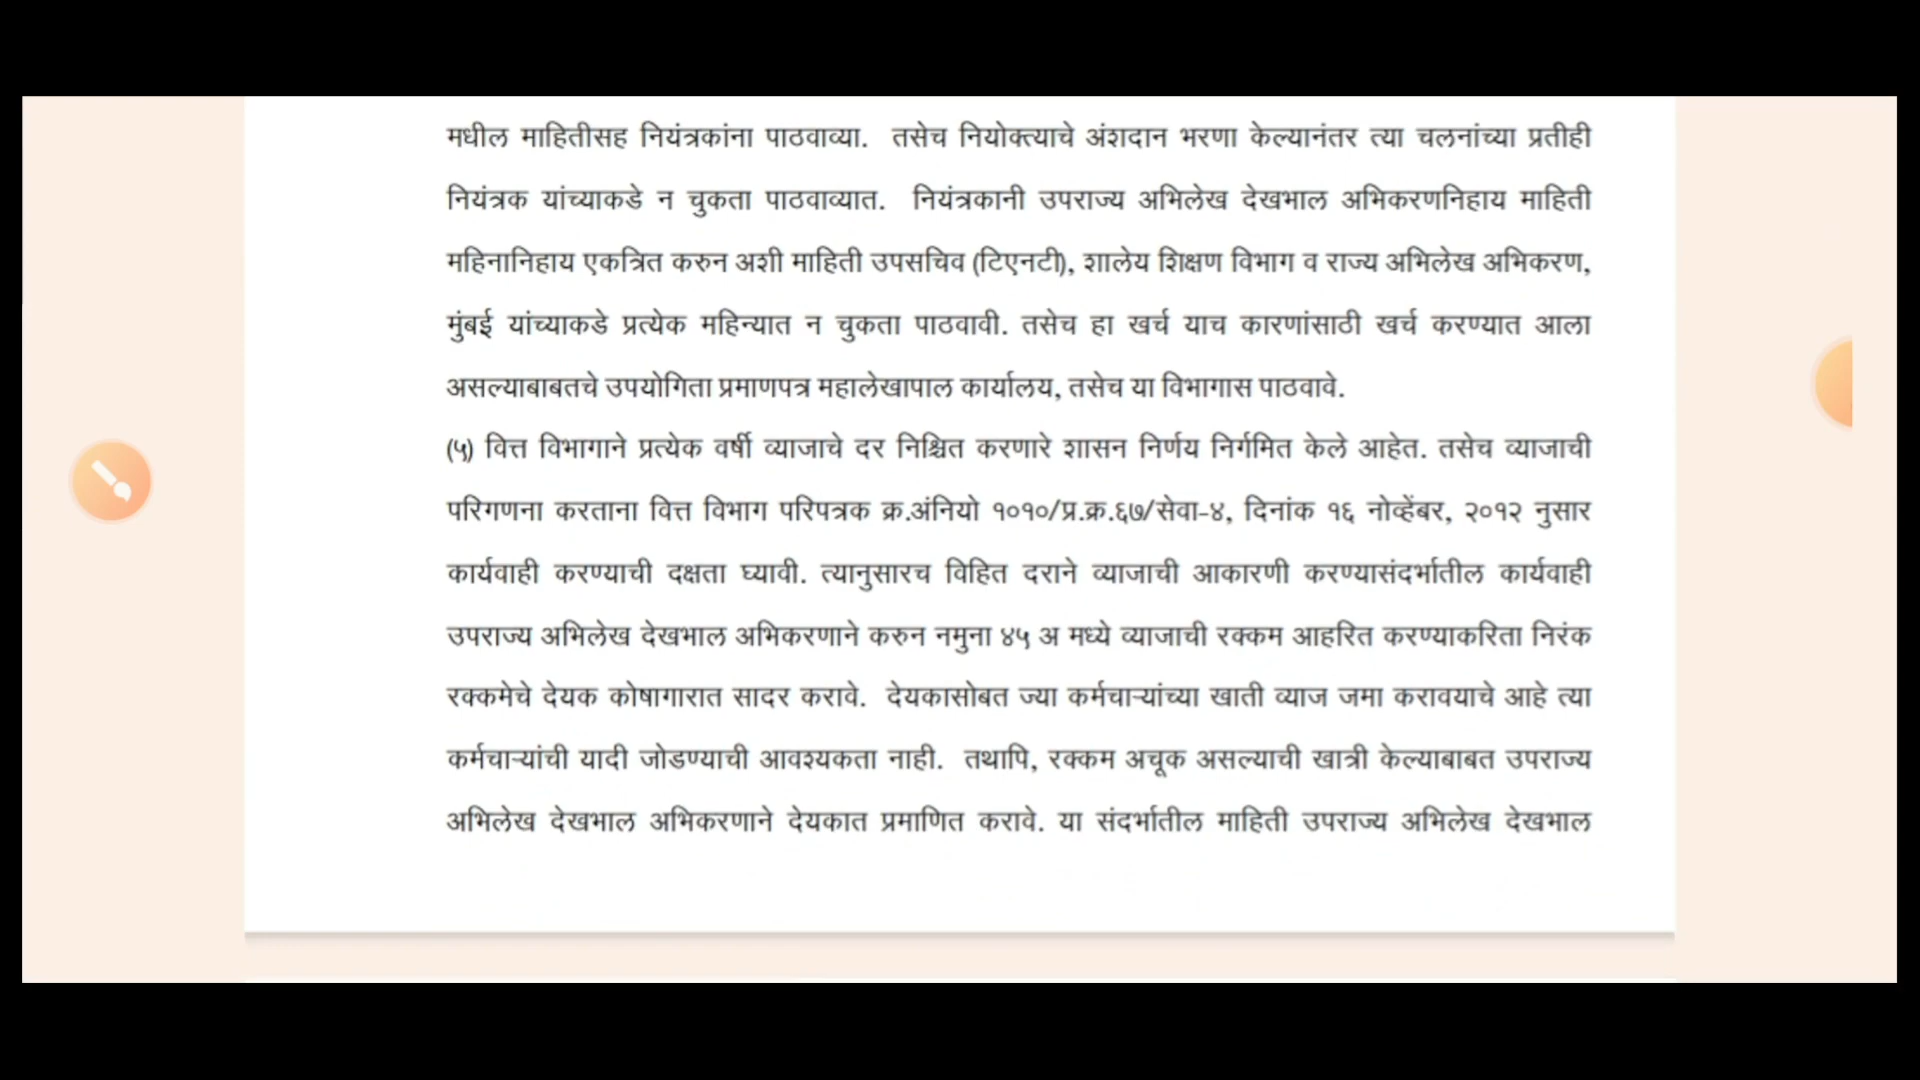 मधील माहितीसह नियंत्रकांना पाठवाव्या. तसेच नियोक्त्याचे अंशदान भरणा केल्यानंतर त्या चलनांच्या प्रतीही
नियंत्रक यांच्याकडे न चुकता पाठवाव्यात. नियंत्रकानी उपराज्य अभिलेख देखभाल अभिकरणनिहाय माहिती
महिनानिहाय एकत्रित करुन अशी माहिती उपसचिव (टिएनटी), शालेय शिक्षण विभाग व राज्य अभिलेख अभिकरण,
मुंबई यांच्याकडे प्रत्येक महिन्यात न चुकता पाठवावी. तसेच हा खर्च याच कारणांसाठी खर्च करण्यात आला
असल्याबाबतचे उपयोगिता प्रमाणपत्र महालेखापाल कार्यालय, तसेच या विभागास पाठवावे.
(५) वित्त विभागाने प्रत्येक वर्षी व्याजाचे दर निश्चित करणारे शासन निर्णय निर्गमित केले आहेत. तसेच व्याजाची
परिगणना करताना वित्त विभाग परिपत्रक क्र.अंनियो १०१०/प्र.क्र.६७/सेवा-४, दिनांक १६ नोव्हेंबर, २०१२ नुसार
कार्यवाही करण्याची दक्षता घ्यावी. त्यानुसारच विहित दराने व्याजाची आकारणी करण्यासंदर्भातील कार्यवाही
उपराज्य अभिलेख देखभाल अभिकरणाने करुन नमुना ४५ अ मध्ये व्याजाची रक्कम आहरित करण्याकरिता निरंक
रक्कमेचे देयक कोषागारात सादर करावे. देयकासोबत ज्या कर्मचाऱ्यांच्या खाती व्याज जमा करावयाचे आहे त्या
कर्मचाऱ्यांची यादी जोडण्याची आवश्यकता नाही. तथापि, रक्कम अचूक असल्याची खात्री केल्याबाबत उपराज्य
अभिलेख देखभाल अभिकरणाने देयकात प्रमाणित करावे. या संदर्भातील माहिती उपराज्य अभिलेख देखभाल